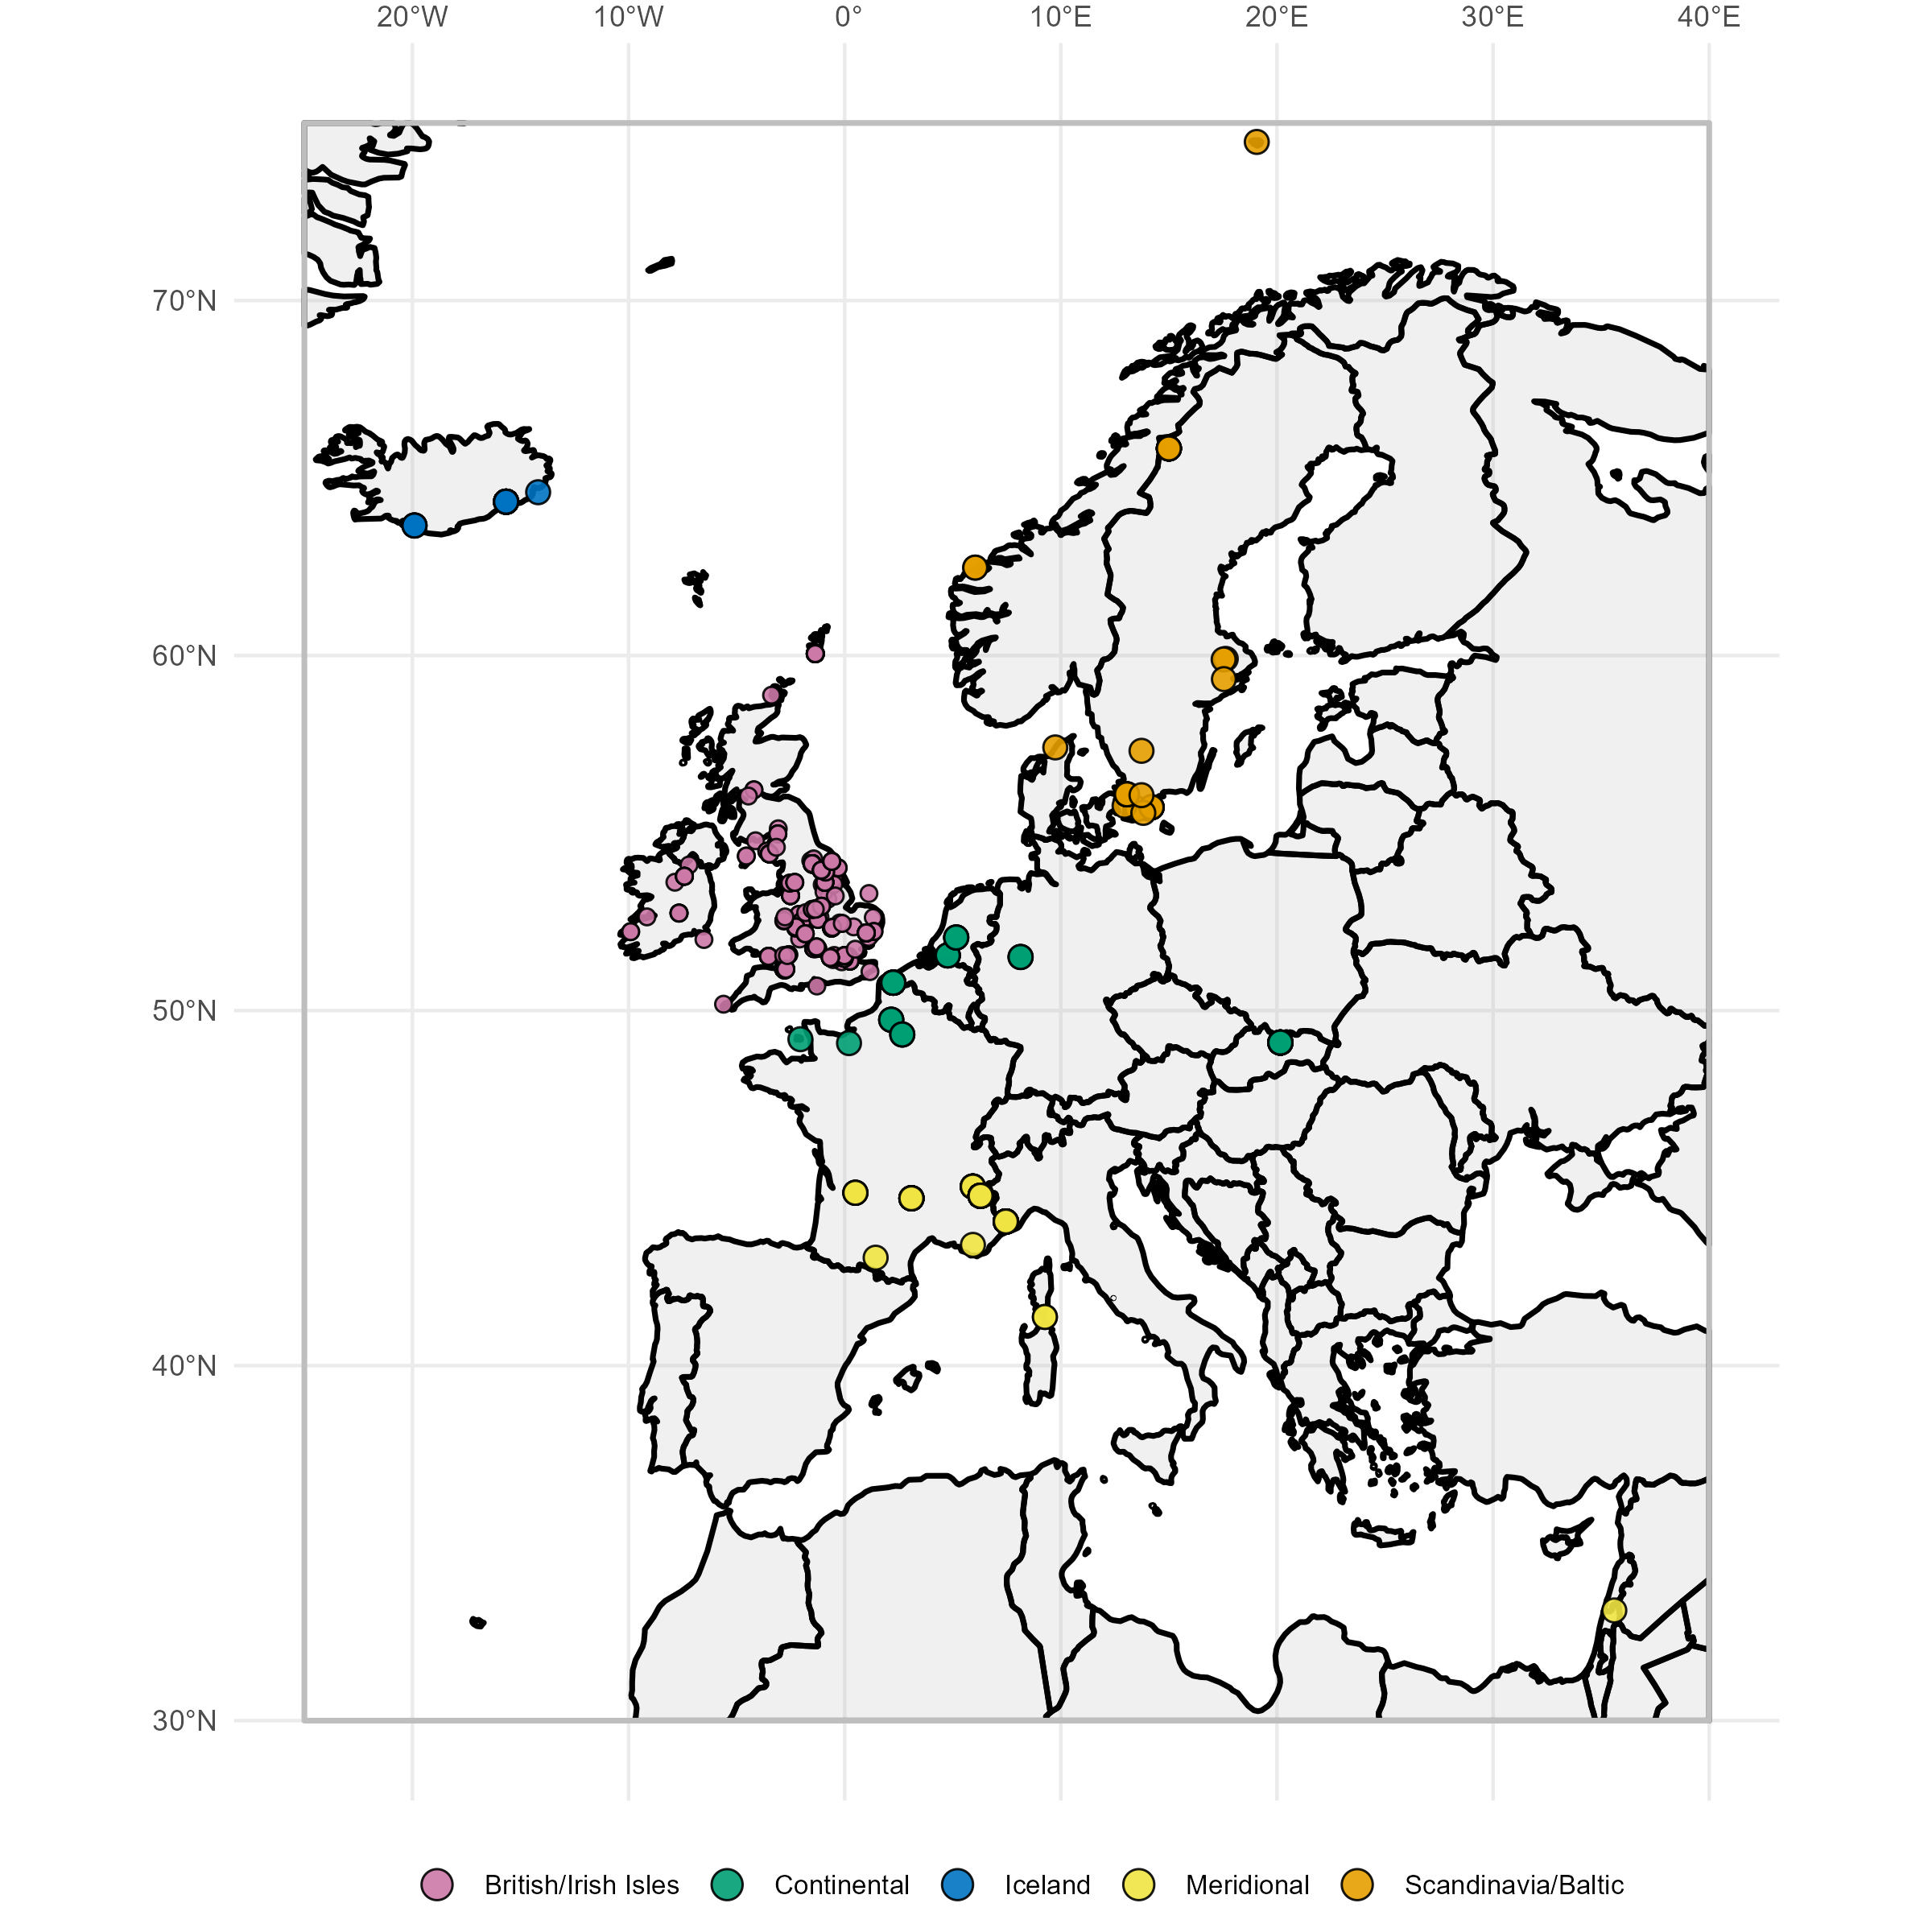 20°W 10°W 0° 10°E 20°E 30°E 40°E
70°N
60°N
50°N
40°N
30°N
British/Irish Isles Continental Iceland Meridional Scandinavia/Baltic